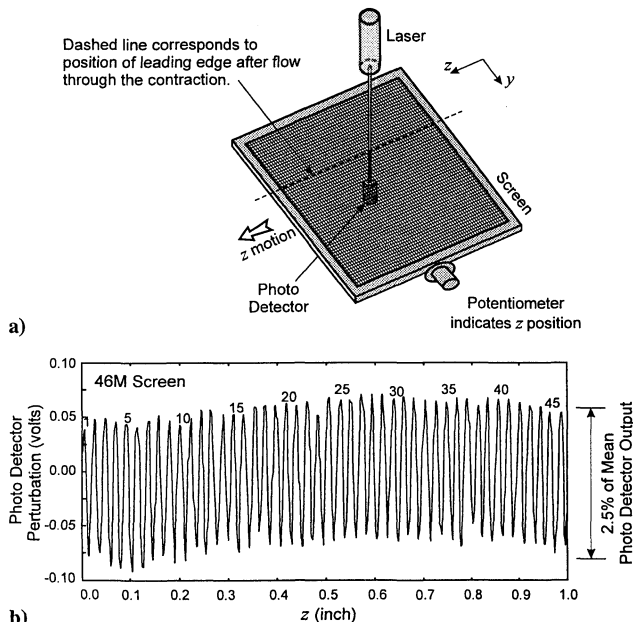 Laser
Dashed line corresponds to
position of leading edge after flow
through the contraction.
z
y
Screen
z motion
Photo
Detector
Potentiometer
indicates z position
a)
0.10
46M Screen
0.05
0.00
-0.05
-0.10
Photo Detector
Perturbation (volts)
1
5
10
15
20
25
30
35
40
45
2.5% of Mean
Photo Detector Output
0.0 0.1 0.2 0.3 0.4 0.5 0.6 0.7 0.8 0.9 1.0
z (inch)
b)